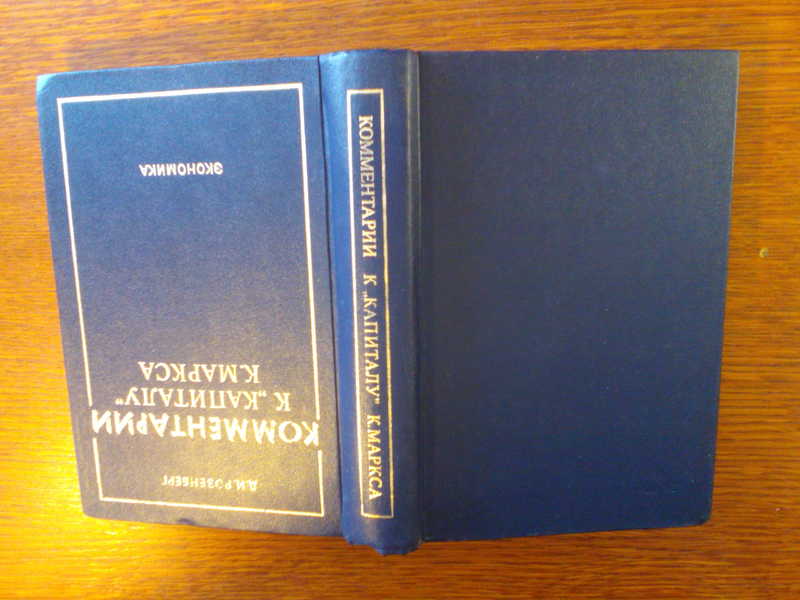 Д.И.РОЗЕНБЕРГ
КОММЕНТАРИИ
К „КАПИТАЛУ"
К.МАРКСА
ЭКОНОМИКА
КОММЕНТАРИИ К „КАПИТАЛУ" К.МАРКСА